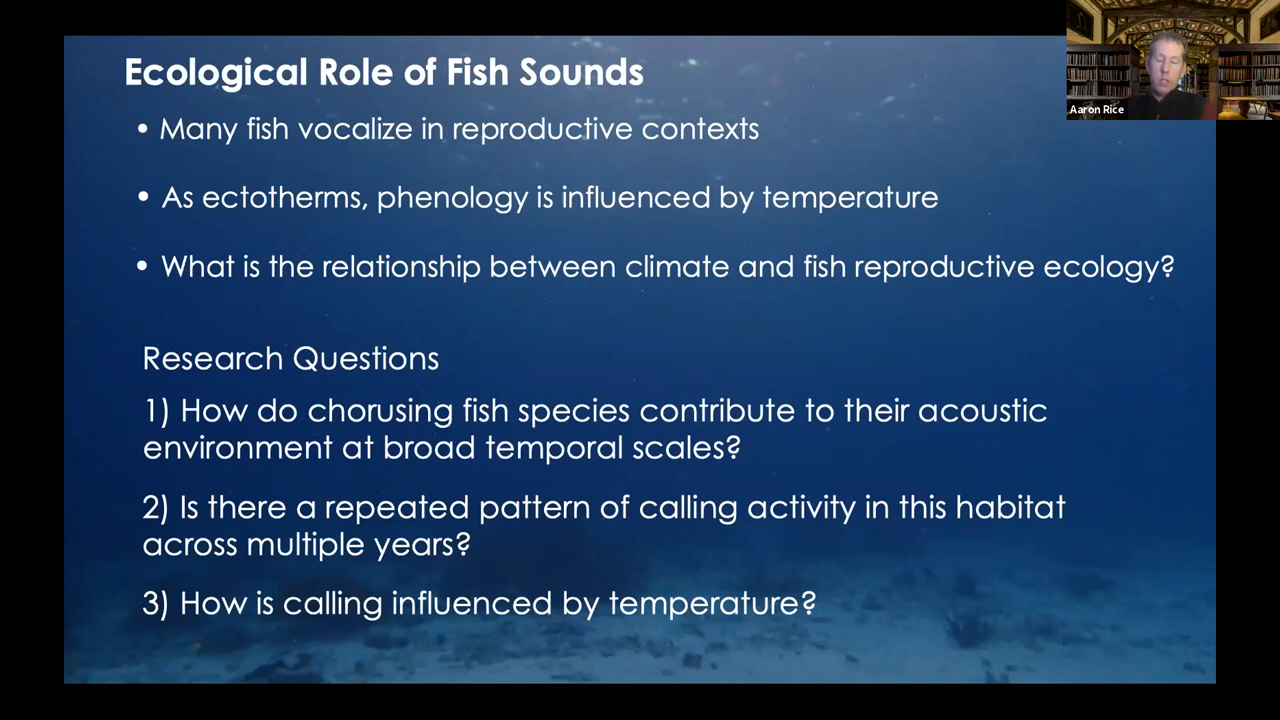 Ecological Role of Fish Sounds
• Many fish vocalize in reproductive contexts
• As ectotherms, phenology is influenced by temperature
• What is the relationship between climate and fish reproductive ecology?
Research Questions
1) How do chorusing fish species contribute to their acoustic
environment at broad temporal scales?
2) Is there a repeated pattern of calling activity in this habitat
across multiple years?
3) How is calling influenced by temperature?
Aaron Rice